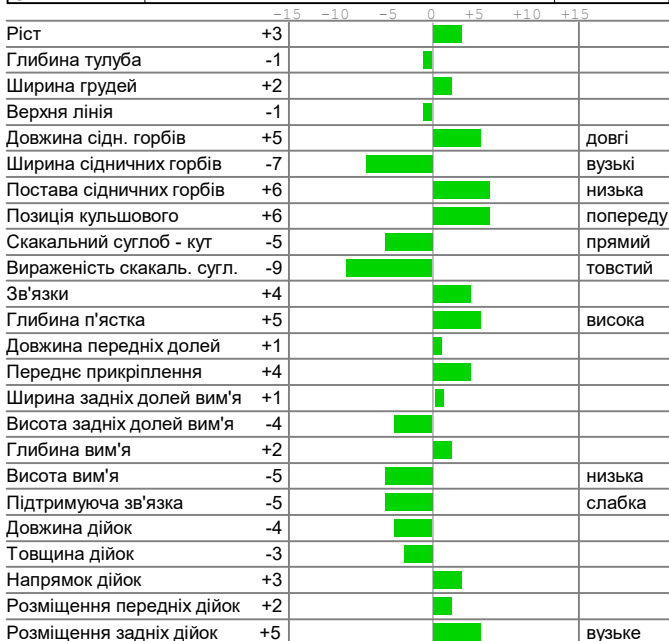 -15 -10 -5 0 +5 +10 +15
Ріст +3
Глибина тулуба -1
Ширина грудей +2
Верхня лінія -1
Довжина сідн. горбів +5 довгі
Ширина сідничних горбів -7 вузькі
Постава сідничних горбів +6 низька
Позиція кульшового +6 попереду
Скакальний суглоб - кут -5 прямий
Вираженість скакаль. сугл. -9 товстий
Зв'язки +4
Глибина п'ястка +5 висока
Довжина передніх долей +1
Переднє прикріплення +4
Ширина задніх долей вим'я +1
Висота задніх долей вим'я -4
Глибина вим'я +2
Висота вим'я -5 низька
Підтримуюча зв'язка -5 слабка
Довжина дійок -4
Товщина дійок -3
Напрямок дійок +3
Розміщення передніх дійок +2
Розміщення задніх дійок +5 вузьке